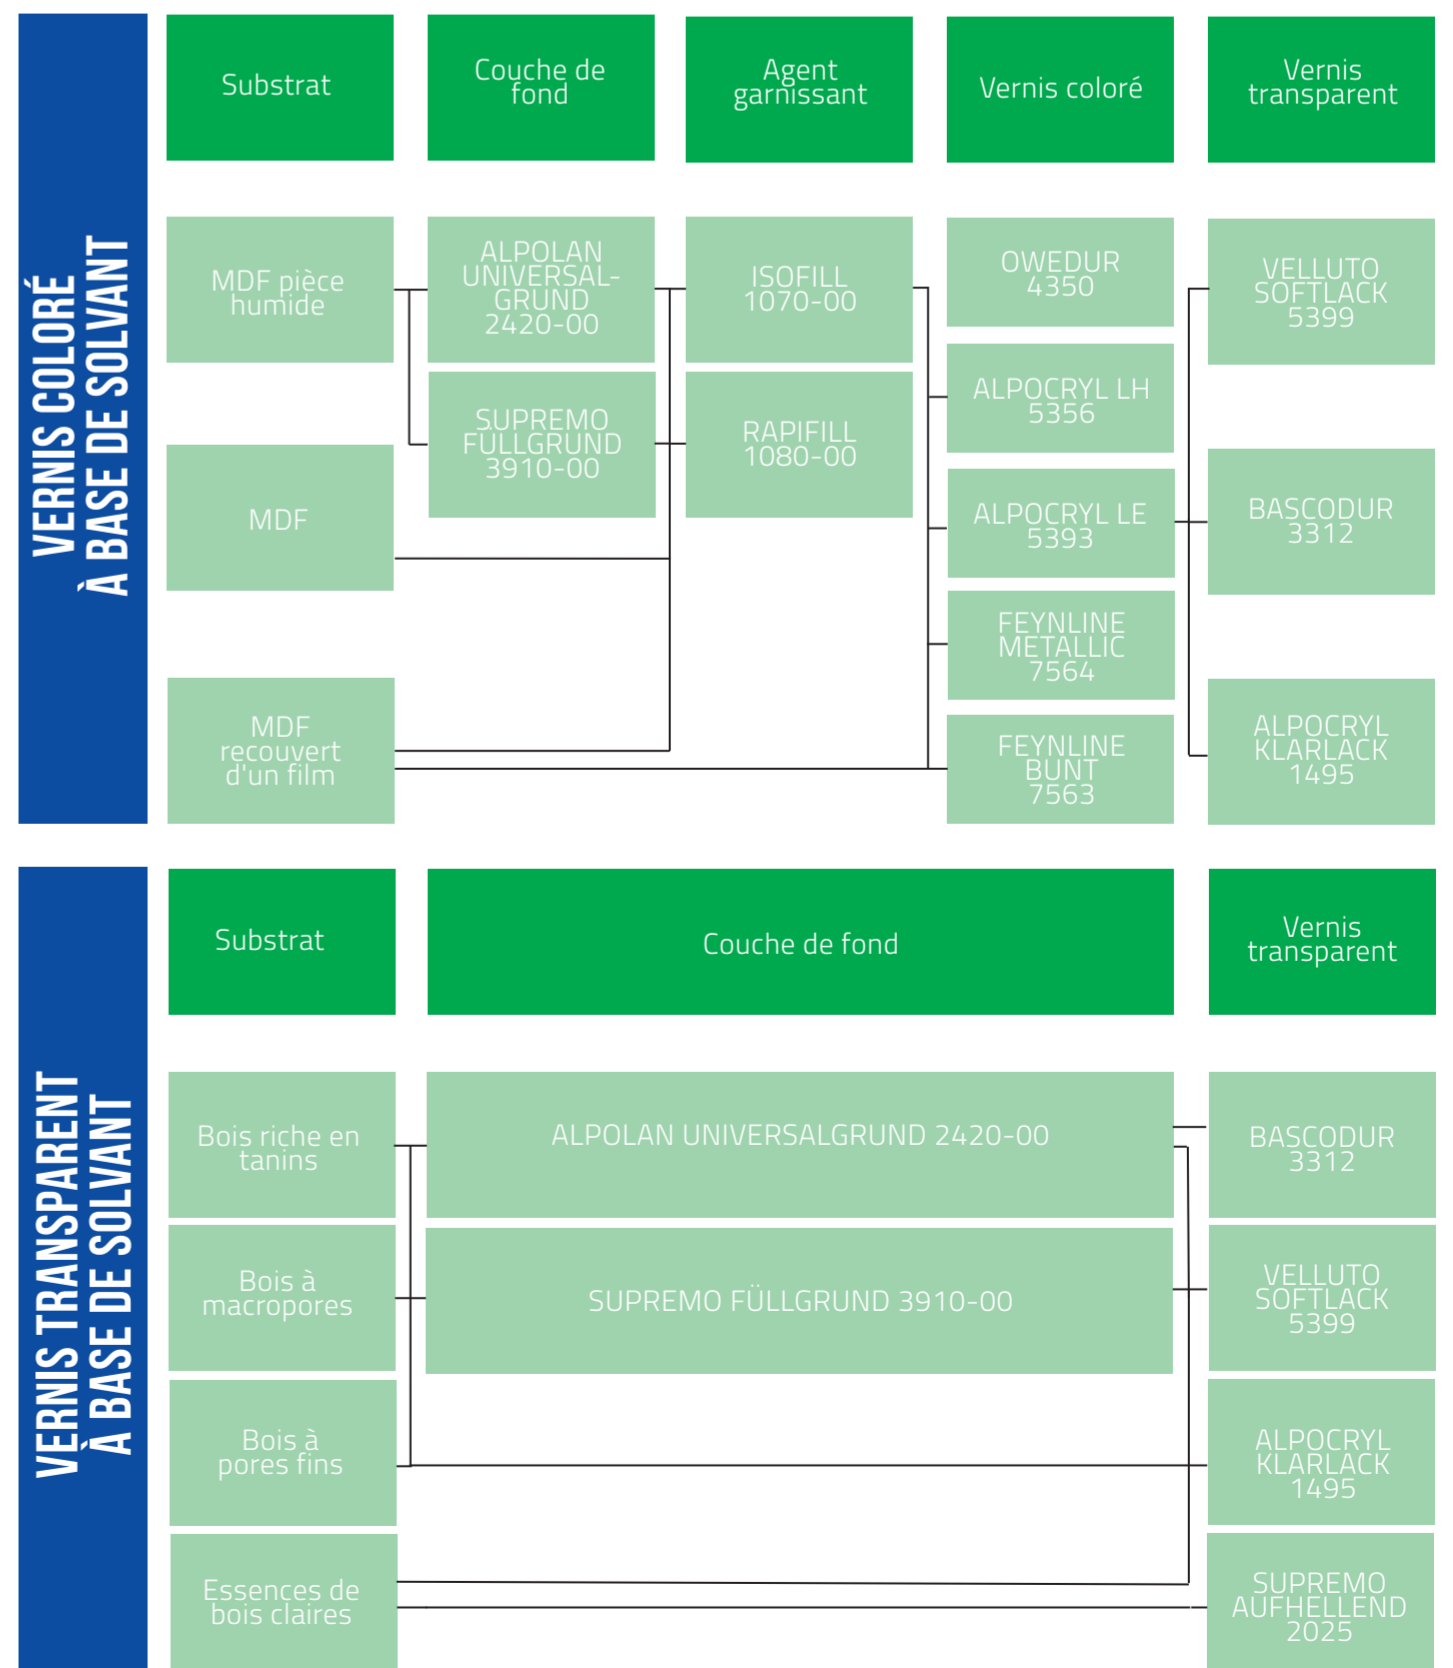 VERNIS COLORÉ
À BASE DE SOLVANT
Substrat
Couche de
fond
Agent
garnissant
Vernis coloré
Vernis
transparent
MDF pièce
humide
MDF
MDF
recouvert
d'un film
ALPOLAN
UNIVERSAL-
GRUND
2420-00
SUPREMO
FÜLLGRUND
3910-00
ISOFILL
1070-00
RAPIFILL
1080-00
OWEDUR
4350
ALPOCRYL LH
5356
ALPOCRYL LE
5393
FEYNLINE
METALLIC
7564
FEYNLINE
BUNT
7563
VELLUTO
SOFTLACK
5399
BASCODUR
3312
ALPOCRYL
KLARLACK
1495
VERNIS TRANSPARENT
À BASE DE SOLVANT
Substrat
Couche de fond
Vernis
transparent
Bois riche en
tanins
Bois à
macropores
Bois à
pores fins
Essences de
bois claires
ALPOLAN UNIVERSALGRUND 2420-00
SUPREMO FÜLLGRUND 3910-00
BASCODUR
3312
VELLUTO
SOFTLACK
5399
ALPOCRYL
KLARLACK
1495
SUPREMO
AUFHELLEND
2025